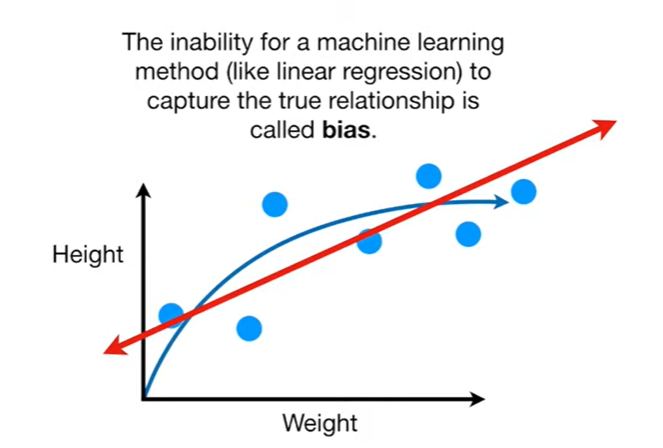 The inability for a machine learning
method (like linear regression) to
capture the true relationship is
called bias.
Height
Weight